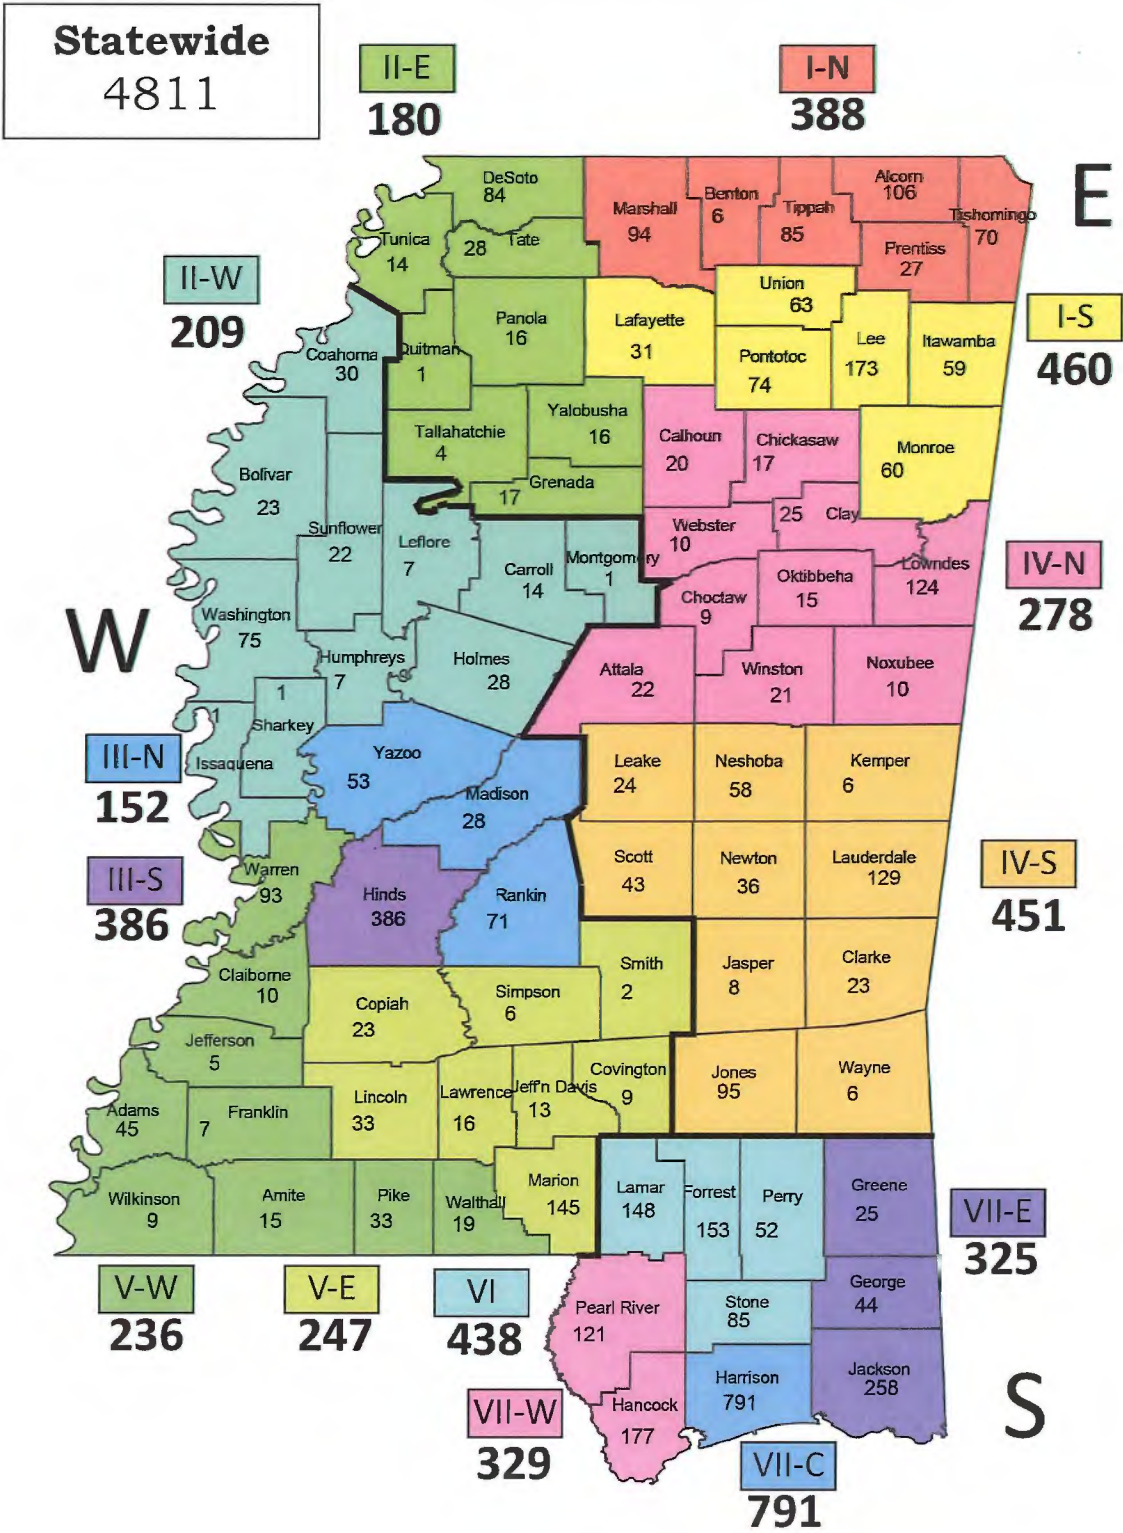 Statewide
4811
II-E
180
I-N
388
E
DeSoto
84
Marshall
94
Benton
6
Tippah
85
Alcorn
106
Tishomingo
70
Prentiss
27
Tunica
14
28 Tate
II-W
209
Union
63
I-S
460
Coahoma
30
Quitman
1
Panola
16
Lafayette
31
Pontotoc
74
Lee
173
Itawamba
59
Tallahatchie
4
Yalobusha
16
Calhoun
20
Chickasaw
17
Monroe
60
Bolivar
23
Grenada
17
Sunflower
22
Leflore
7
Carroll
14
Montgomery
1
Webster
10
25 Clay
Lowndes
124
Oktibbeha
15
Choctaw
9
IV-N
278
W
Washington
75
Humphreys
7
Holmes
28
Attala
22
Winston
21
Noxubee
10
1
Sharkey
1
Issaquena
III-N
152
Yazoo
53
Madison
28
Leake
24
Neshoba
58
Kemper
6
III-S
386
Warren
93
Hinds
386
Rankin
71
Scott
43
Newton
36
Lauderdale
129
IV-S
451
Claiborne
10
Copiah
23
Simpson
6
Smith
2
Jasper
8
Clarke
23
Jefferson
5
Adams
45
7
Franklin
Lincoln
33
Lawrence
16
Jeff'n Davis
13
Covington
9
Jones
95
Wayne
6
Wilkinson
9
Amite
15
Pike
33
Walthall
19
Marion
145
Lamar
148
Forrest
153
Perry
52
Greene
25
VII-E
325
V-W
236
V-E
247
VI
438
Pearl River
121
Stone
85
George
44
Hancock
177
Harrison
791
Jackson
258
S
VII-W
329
VII-C
791